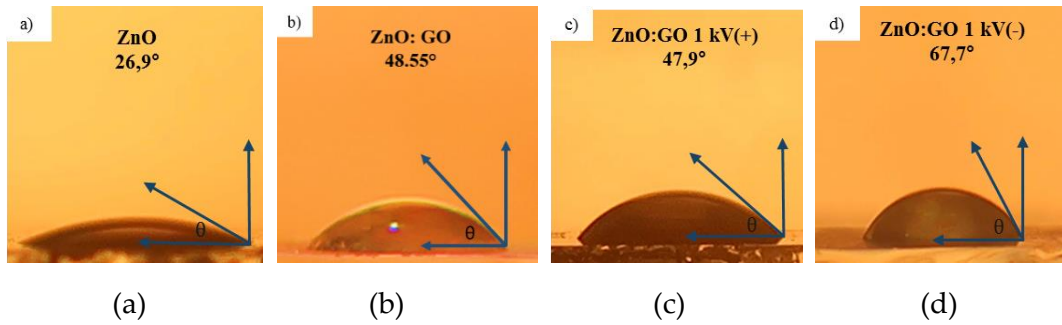 a)
ZnO
26,9°
θ
b)
ZnO: GO
48.55°
θ
c)
ZnO:GO 1 kV(+)
47,9°
θ
d)
ZnO:GO 1 kV(-)
67,7°
θ
(a) (b) (c) (d)